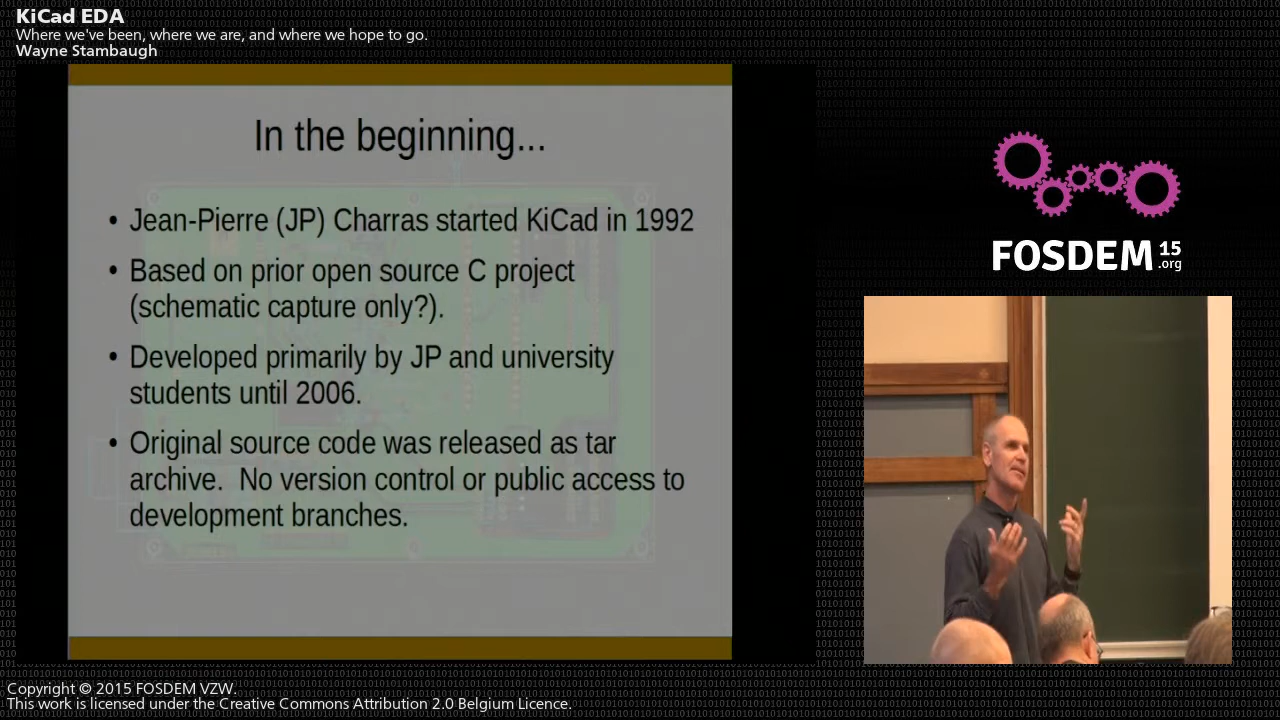 KiCad EDA
Where we've been, where we are, and where we hope to go.
Wayne Stambaugh
In the beginning...
• Jean-Pierre (JP) Charras started KiCad in 1992
• Based on prior open source C project
(schematic capture only?).
• Developed primarily by JP and university
students until 2006.
• Original source code was released as tar
archive.  No version control or public access to
development branches.
FOSDEM 15
.org
Copyright © 2015 FOSDEM VZW.
This work is licensed under the Creative Commons Attribution 2.0 Belgium Licence.